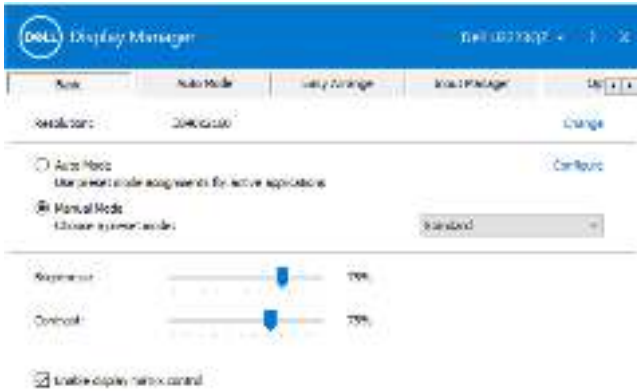 DELL Display Manager
Basic Auto Mode Easy Arrange Input Manager
Resolution: Change
Auto Mode Configure
Use preset mode assignments for active applications
Manual Mode
Choose a preset mode: Standard
Brightness:
Contrast: 75%
Enable display matrix control